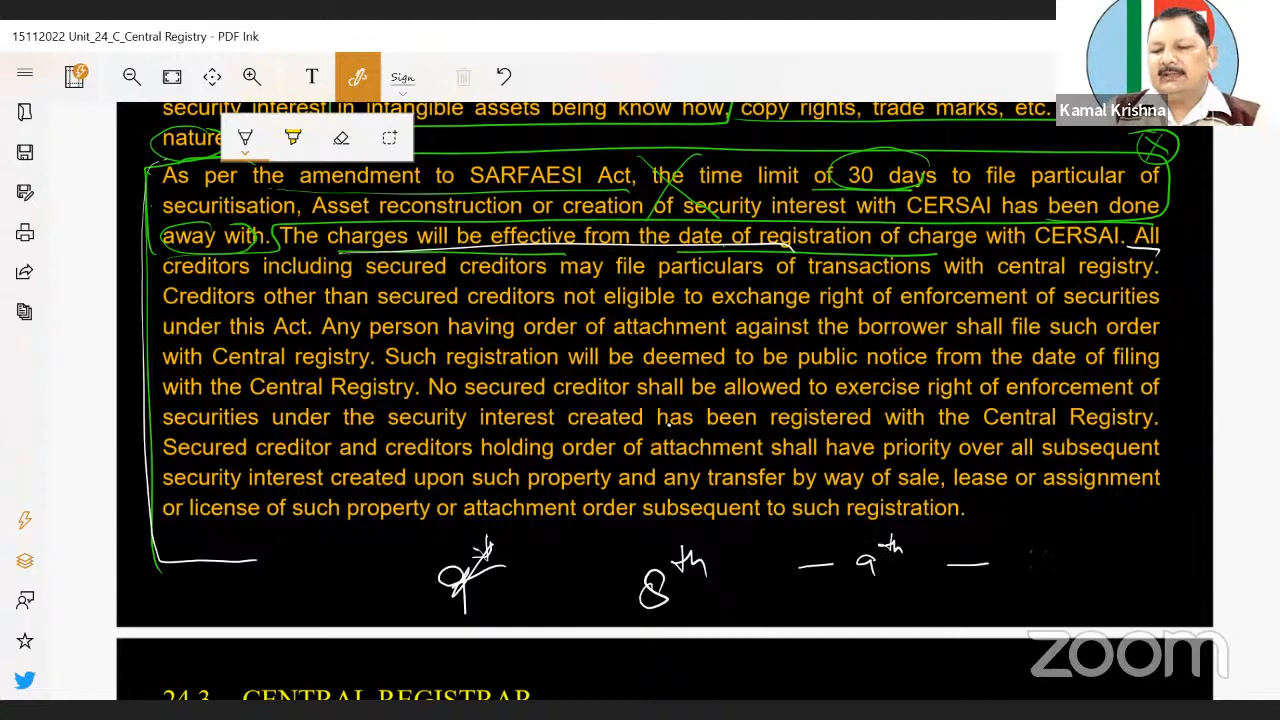 15112022 Unit_24_C_Central Registry - PDF Ink
T
Sign
Kamal Krishna
security interest in intangible assets being know how, copy rights, trade marks, etc.
nature
As per the amendment to SARFAESI Act, the time limit of 30 days to file particular of
securitisation, Asset reconstruction or creation of security interest with CERSAI has been done
away with. The charges will be effective from the date of registration of charge with CERSAI. All
creditors including secured creditors may file particulars of transactions with central registry.
Creditors other than secured creditors not eligible to exchange right of enforcement of securities
under this Act. Any person having order of attachment against the borrower shall file such order
with Central registry. Such registration will be deemed to be public notice from the date of filing
with the Central Registry. No secured creditor shall be allowed to exercise right of enforcement of
securities under the security interest created has been registered with the Central Registry.
Secured creditor and creditors holding order of attachment shall have priority over all subsequent
security interest created upon such property and any transfer by way of sale, lease or assignment
or license of such property or attachment order subsequent to such registration.
8th — 9th —
zoom
24.3 CENTRAL REGISTRAR